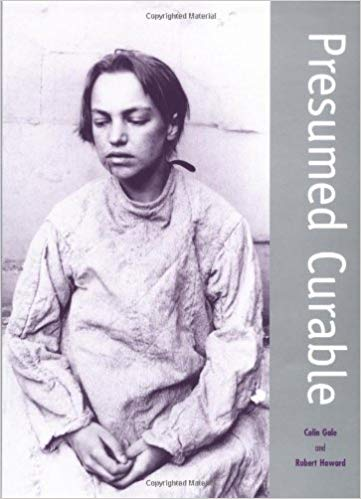 Copyrighted Material
Presumed Curable
Colin Gale
and
Robert Howard
Copyrighted Material